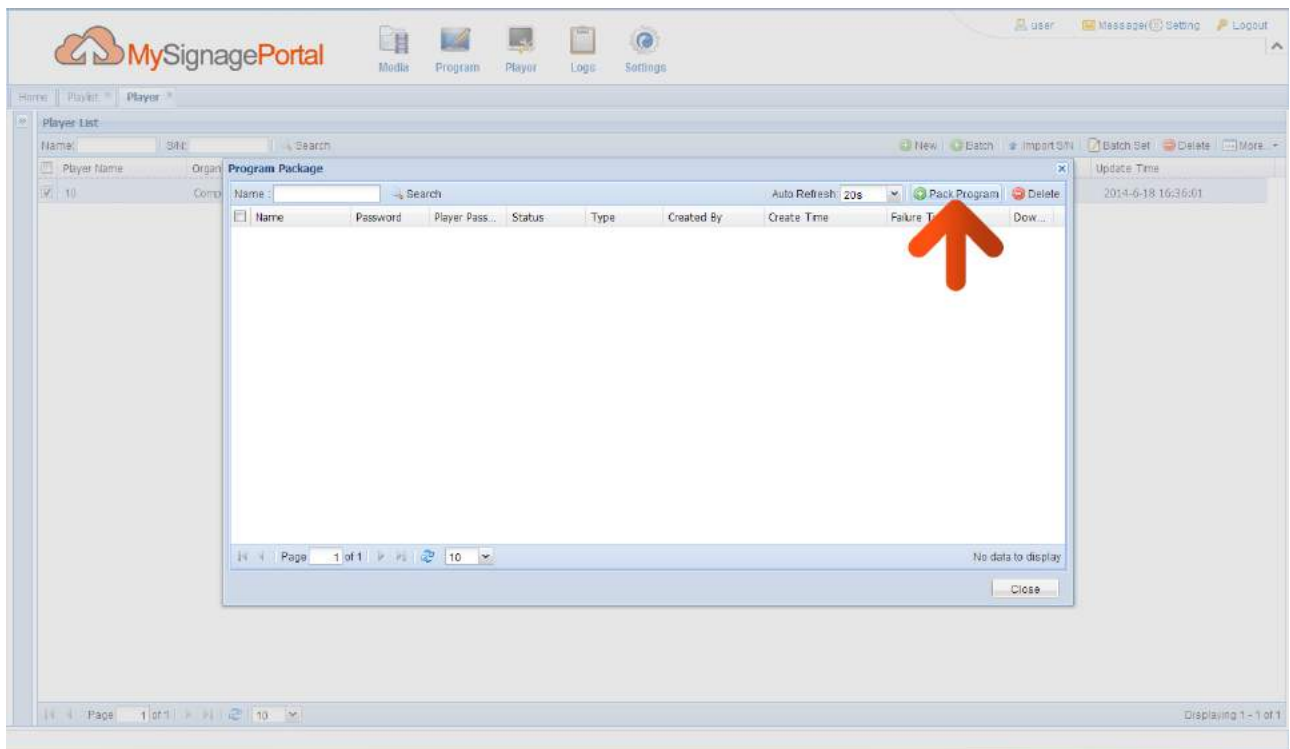 user Message( ) Setting Logout
MySignagePortal
Media Program Player Logs Settings
Home Playlist Player
Player List
Name: S/N: Search New Batch Import S/N Batch Set Delete More
Player Name Organ Update Time
10 Comp 2014-6-18 16:36:01
Program Package
Name : Search Auto Refresh: 20s Pack Program Delete
Name Password Player Pass... Status Type Created By Create Time Failure T Dow...
Page 1 of 1 10 No data to display
Close
Page 1 of 1 10 Displaying 1 - 1 of 1